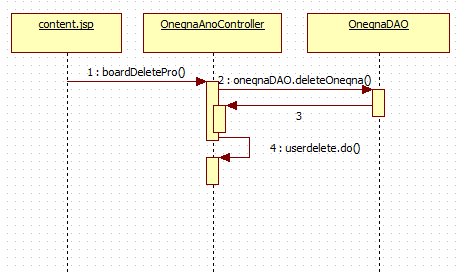 content.jsp
OneqnaAnoController
OneqnaDAO
1 : boardDeletePro()
2 : oneqnaDAO.deleteOneqna()
3
4 : userdelete.do()